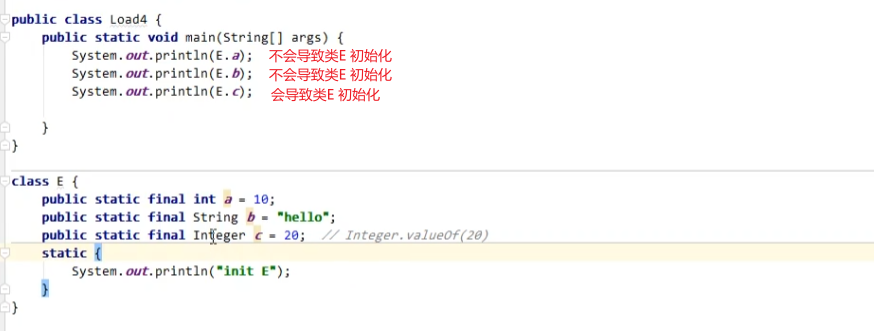 public class Load4 {
public static void main(String[] args) {
System.out.println(E.a); 不会导致类E 初始化
System.out.println(E.b); 不会导致类E 初始化
System.out.println(E.c); 会导致类E 初始化
}
}
class E {
public static final int a = 10;
public static final String b = "hello";
public static final Integer c = 20; // Integer.valueOf(20)
static {
System.out.println("init E");
}
}